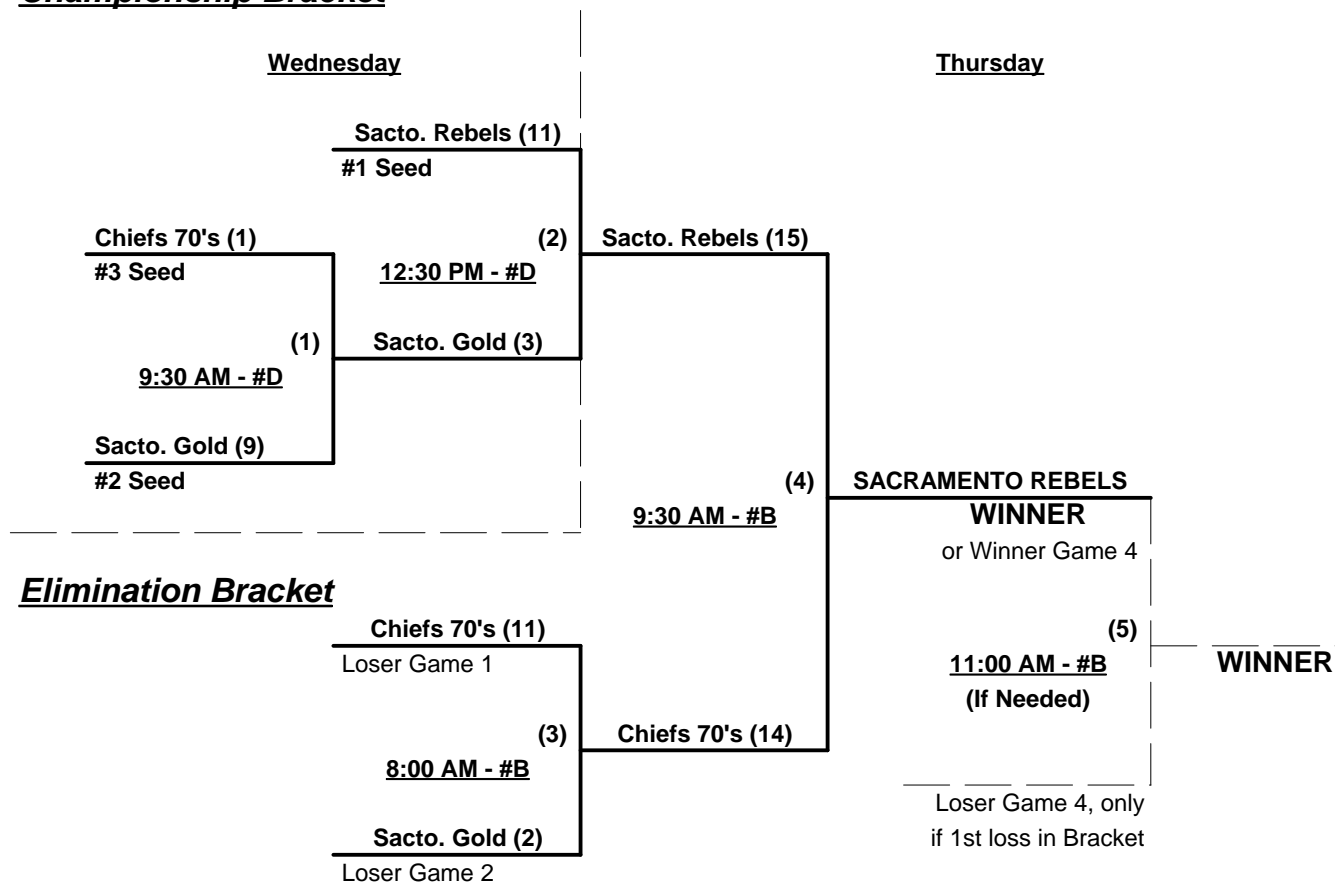 Championship Bracket
Wednesday
Thursday
Sacto. Rebels (11)
#1 Seed
Chiefs 70's (1)
(2)
Sacto. Rebels (15)
#3 Seed
12:30 PM - #D
(1)
Sacto. Gold (3)
9:30 AM - #D
Sacto. Gold (9)
#2 Seed
(4)
SACRAMENTO REBELS
9:30 AM - #B
WINNER
or Winner Game 4
Elimination Bracket
Chiefs 70's (11)
Loser Game 1
(5)
11:00 AM - #B
WINNER
(If Needed)
(3)
Chiefs 70's (14)
8:00 AM - #B
Loser Game 4, only
if 1st loss in Bracket
Sacto. Gold (2)
Loser Game 2